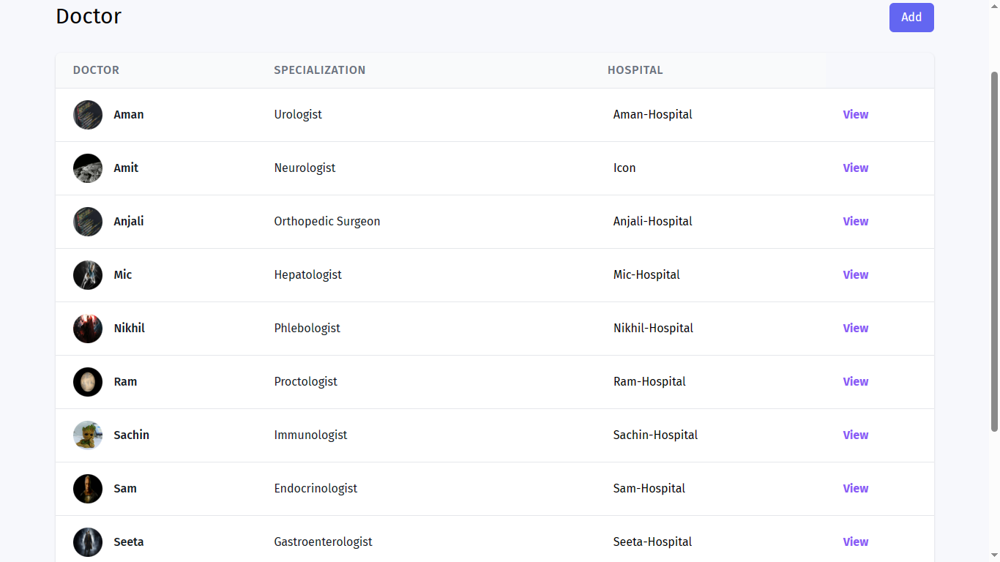 Doctor Add
DOCTOR SPECIALIZATION HOSPITAL
Aman Urologist Aman-Hospital View
Amit Neurologist Icon View
Anjali Orthopedic Surgeon Anjali-Hospital View
Mic Hepatologist Mic-Hospital View
Nikhil Phlebologist Nikhil-Hospital View
Ram Proctologist Ram-Hospital View
Sachin Immunologist Sachin-Hospital View
Sam Endocrinologist Sam-Hospital View
Seeta Gastroenterologist Seeta-Hospital View